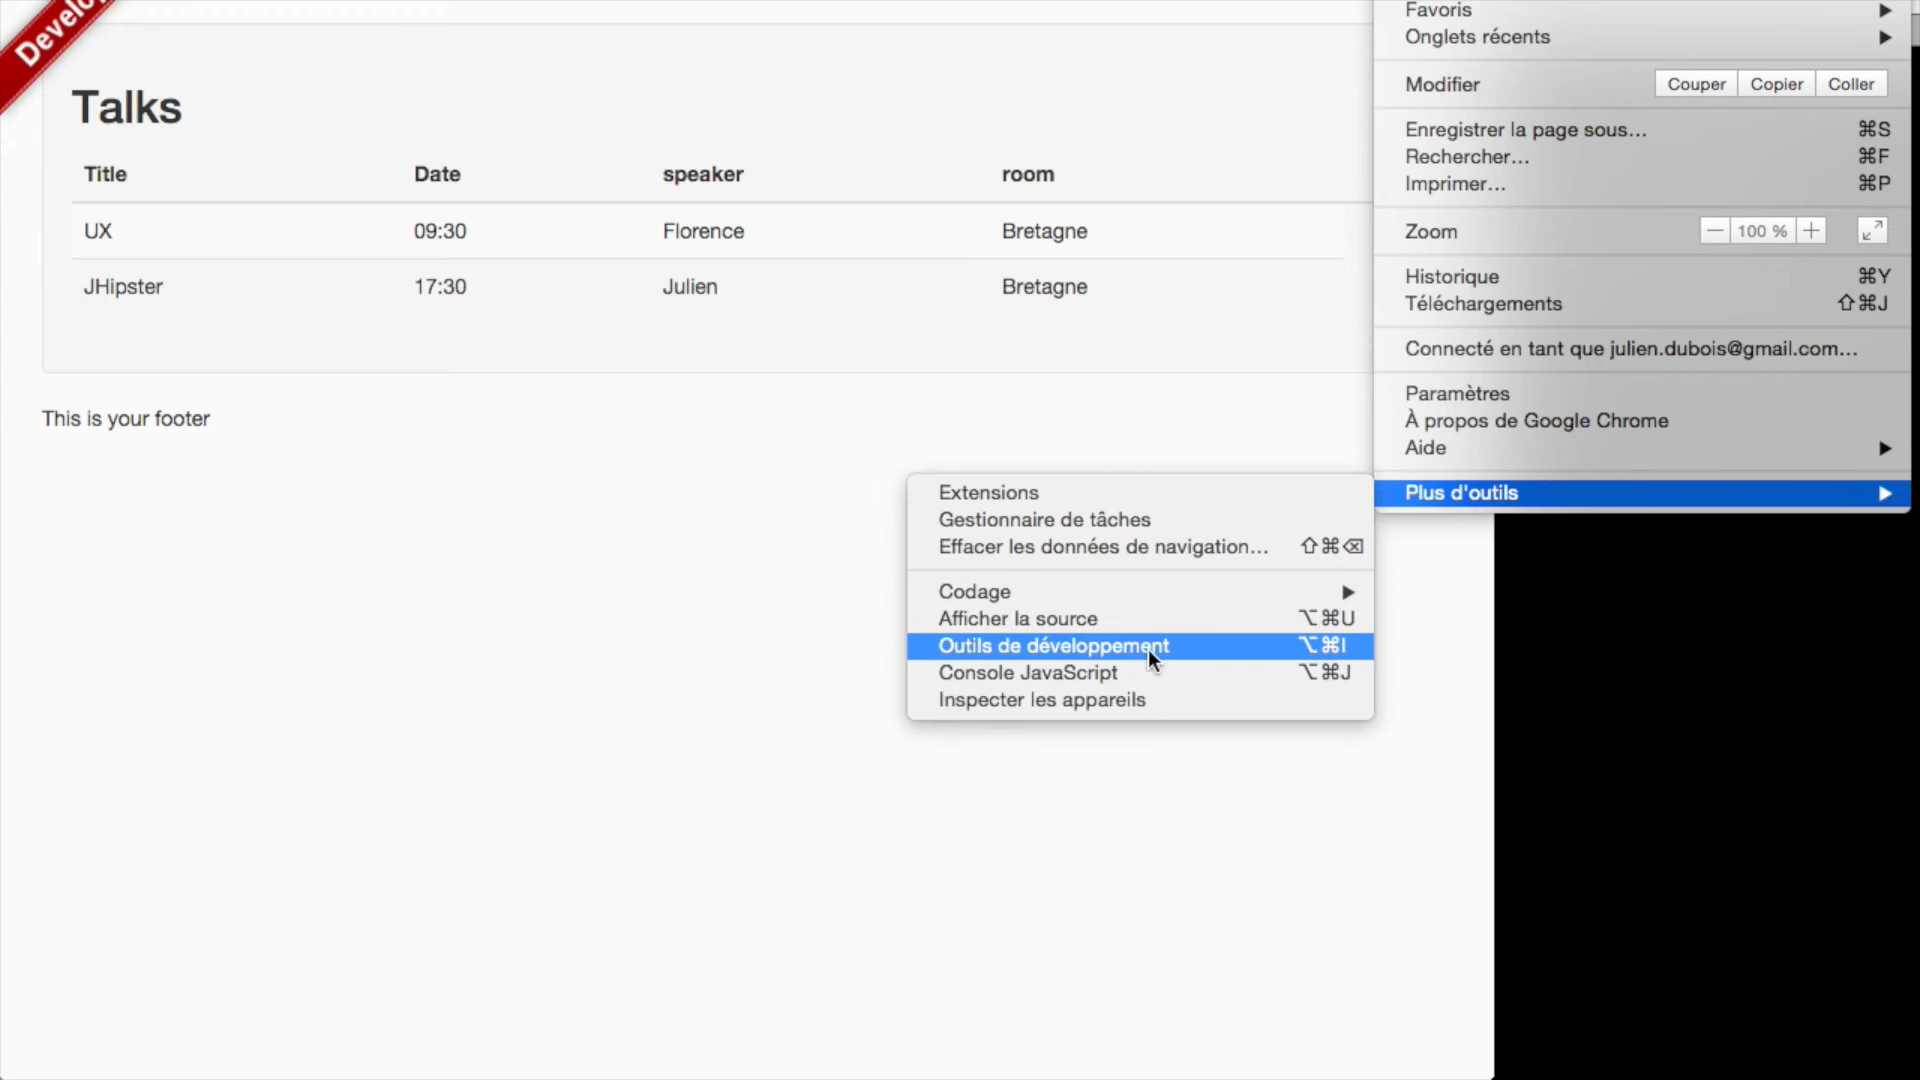 Develo
Talks
Title Date speaker room
UX 09:30 Florence Bretagne
JHipster 17:30 Julien Bretagne
This is your footer
Favoris
Onglets récents
Modifier Couper Copier Coller
Enregistrer la page sous... ⌘S
Rechercher... ⌘F
Imprimer... ⌘P
Zoom — 100 % +
Historique ⌘Y
Téléchargements ⇧⌘J
Connecté en tant que julien.dubois@gmail.com...
Paramètres
À propos de Google Chrome
Aide
Plus d'outils
Extensions
Gestionnaire de tâches
Effacer les données de navigation... ⇧⌘⌫
Codage
Afficher la source ⌥⌘U
Outils de développement ⌥⌘I
Console JavaScript ⌥⌘J
Inspecter les appareils